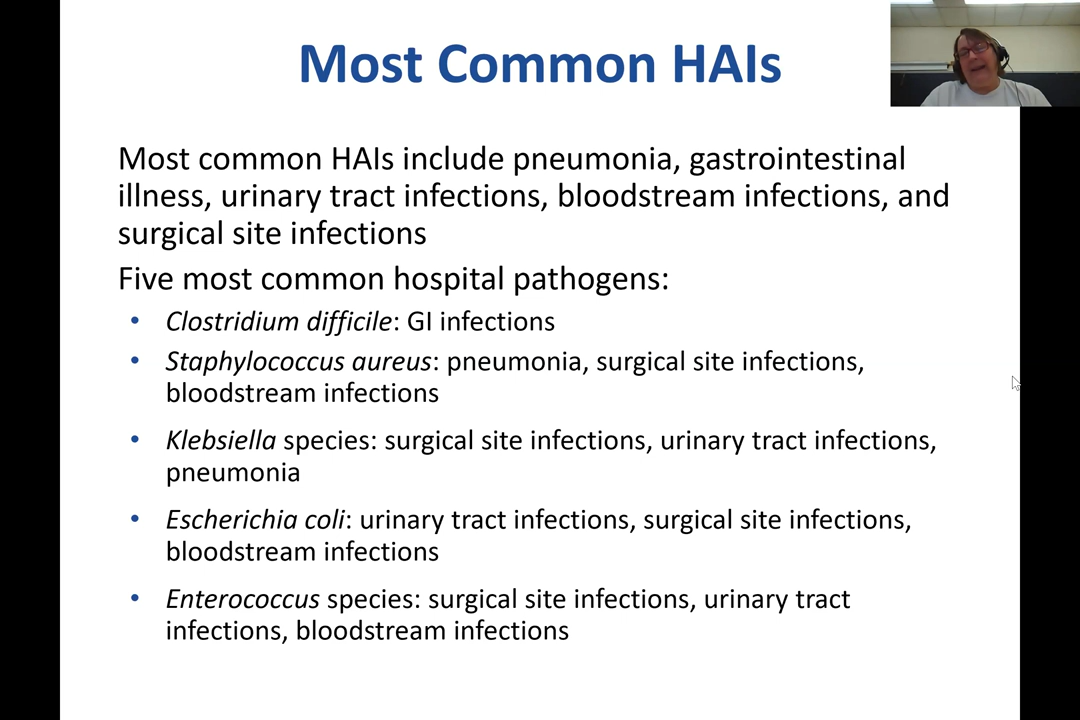 Most Common HAIs
Most common HAIs include pneumonia, gastrointestinal
illness, urinary tract infections, bloodstream infections, and
surgical site infections
Five most common hospital pathogens:
• Clostridium difficile: GI infections
• Staphylococcus aureus: pneumonia, surgical site infections,
bloodstream infections
• Klebsiella species: surgical site infections, urinary tract infections,
pneumonia
• Escherichia coli: urinary tract infections, surgical site infections,
bloodstream infections
• Enterococcus species: surgical site infections, urinary tract
infections, bloodstream infections